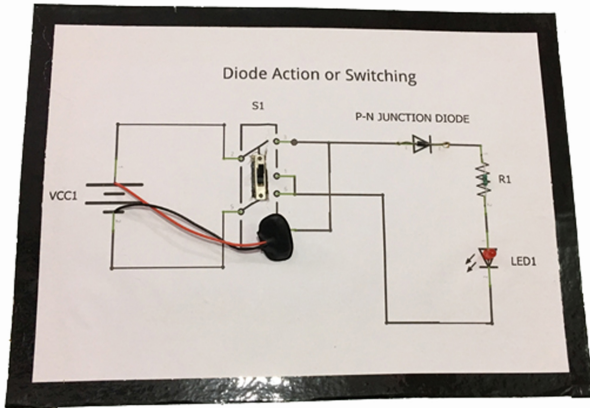 Diode Action or Switching
S1
P-N JUNCTION DIODE
VCC1
R1
LED1